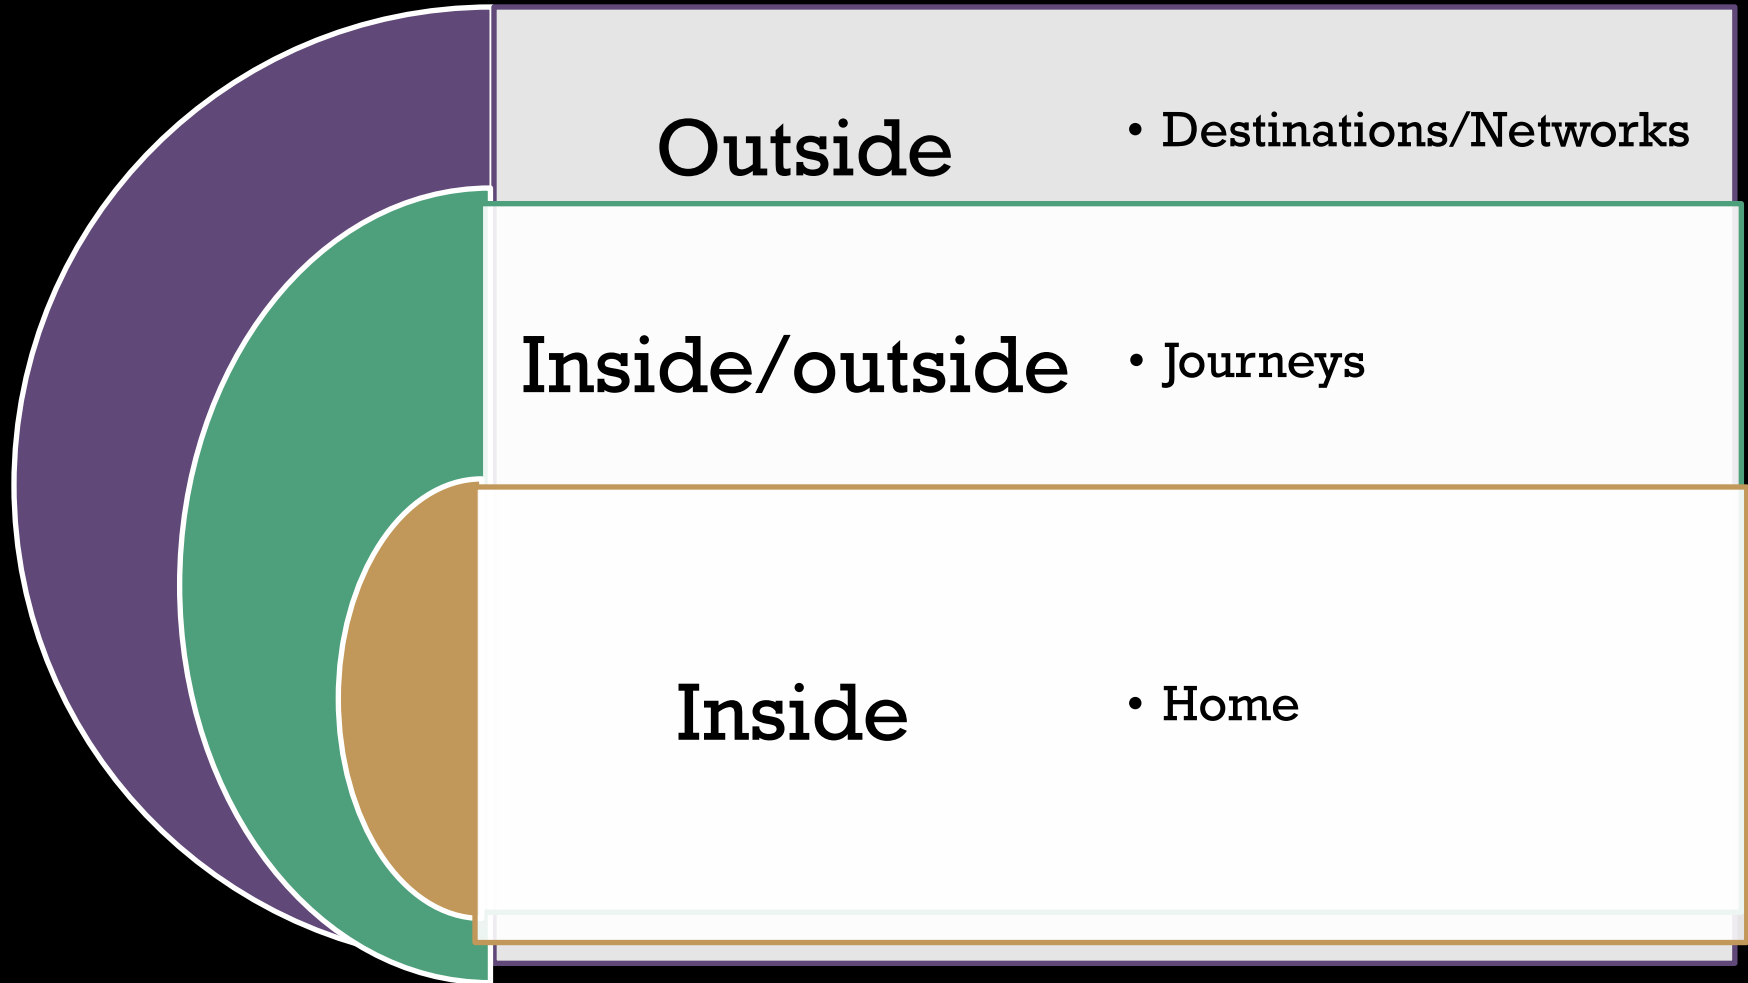 Outside
• Destinations/Networks
Inside/outside
• Journeys
Inside
• Home